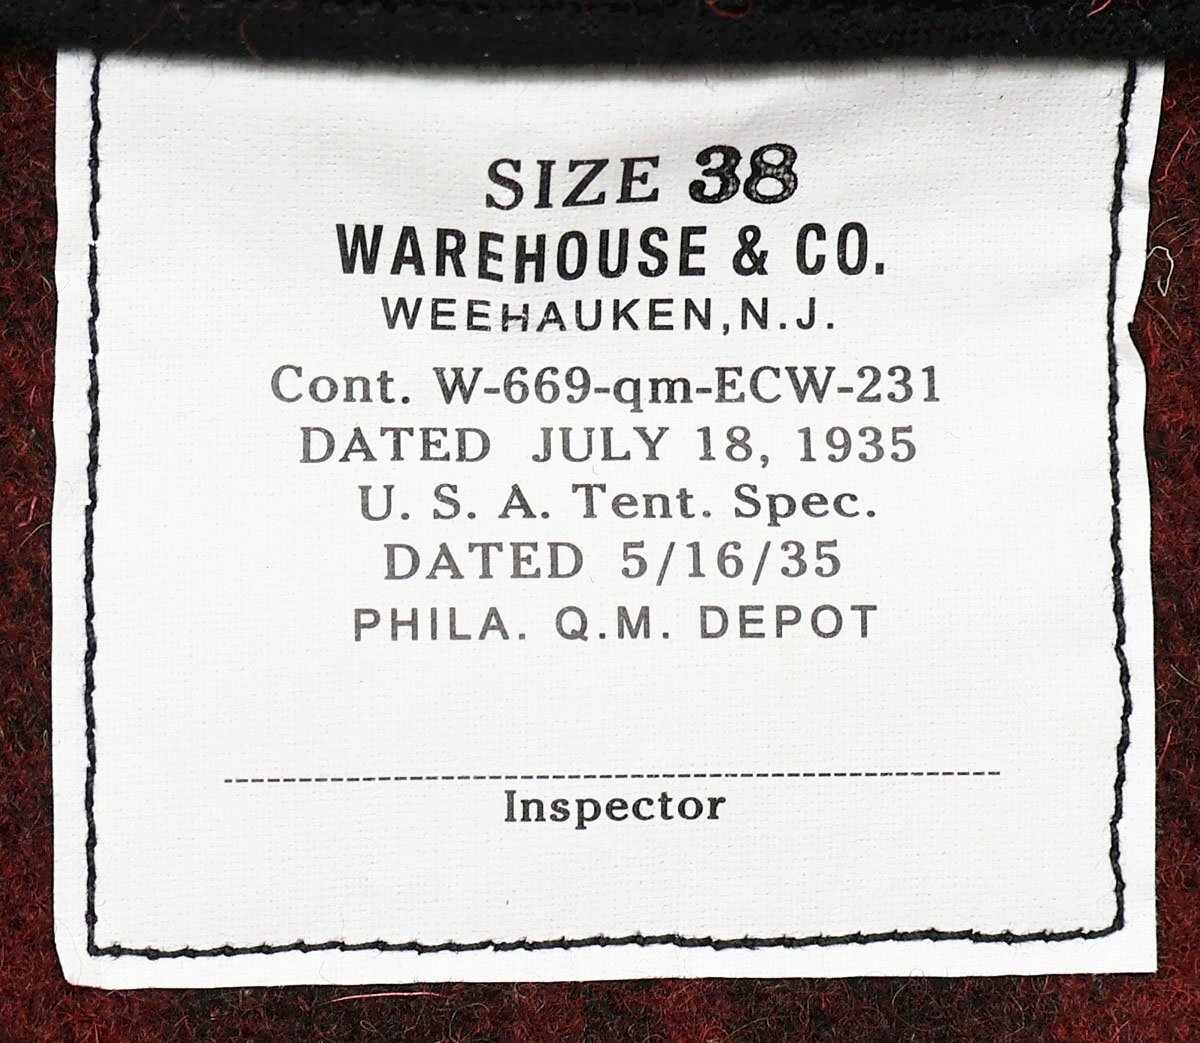 SIZE 38
WAREHOUSE & CO.
WEEHAUKEN, N.J.
Cont. W-669-qm-ECW-231
DATED JULY 18, 1935
U. S. A. Tent. Spec.
DATED 5/16/35
PHILA. Q.M. DEPOT
Inspector